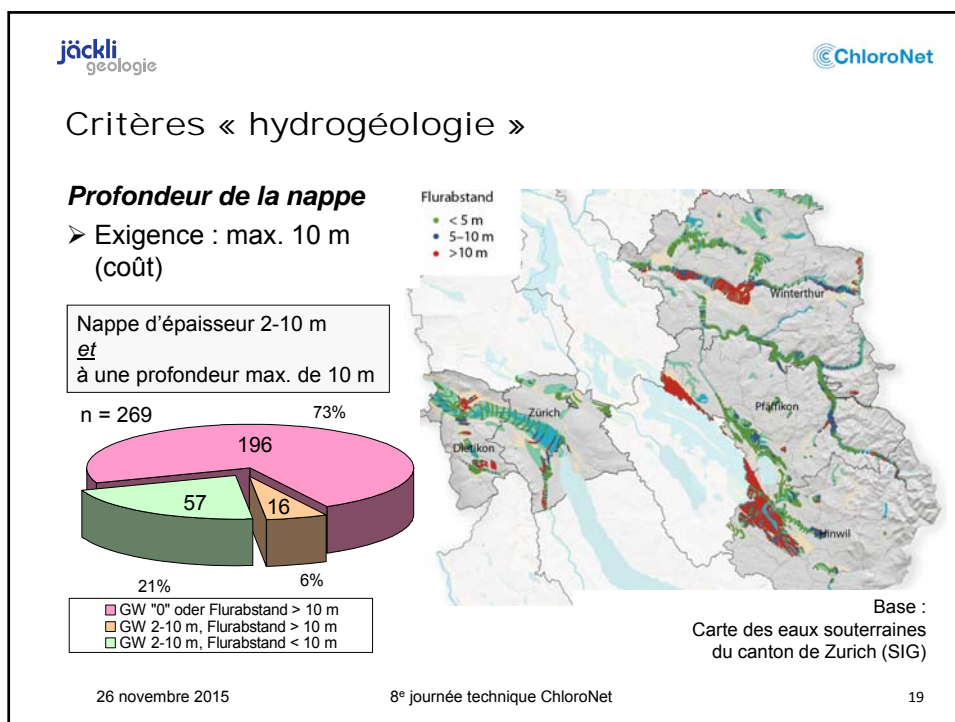 jäckli
geologie
ChloroNet
Critères « hydrogéologie »
Profondeur de la nappe
➢ Exigence : max. 10 m
(coût)
Nappe d'épaisseur 2-10 m
et
à une profondeur max. de 10 m
n = 269
73%
196
57
16
21%
6%
GW "0" oder Flurabstand > 10 m
GW 2-10 m, Flurabstand > 10 m
GW 2-10 m, Flurabstand < 10 m
Flurabstand
< 5 m
5–10 m
>10 m
Winterthur
Pfäffikon
Zürich
Dietikon
Hinwil
Base :
Carte des eaux souterraines
du canton de Zurich (SIG)
26 novembre 2015
8e journée technique ChloroNet
19